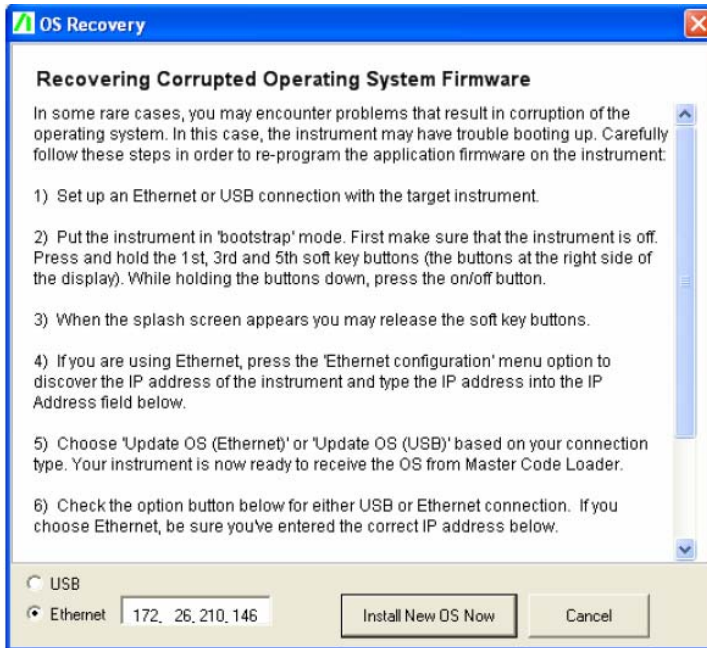 OS Recovery
Recovering Corrupted Operating System Firmware
In some rare cases, you may encounter problems that result in corruption of the
operating system. In this case, the instrument may have trouble booting up. Carefully
follow these steps in order to re-program the application firmware on the instrument:
1) Set up an Ethernet or USB connection with the target instrument.
2) Put the instrument in 'bootstrap' mode. First make sure that the instrument is off.
Press and hold the 1st, 3rd and 5th soft key buttons (the buttons at the right side of
the display). While holding the buttons down, press the on/off button.
3) When the splash screen appears you may release the soft key buttons.
4) If you are using Ethernet, press the 'Ethernet configuration' menu option to
discover the IP address of the instrument and type the IP address into the IP
Address field below.
5) Choose 'Update OS (Ethernet)' or 'Update OS (USB)' based on your connection
type. Your instrument is now ready to receive the OS from Master Code Loader.
6) Check the option button below for either USB or Ethernet connection. If you
choose Ethernet, be sure you've entered the correct IP address below.
USB
Ethernet 172. 26. 210. 146 Install New OS Now Cancel